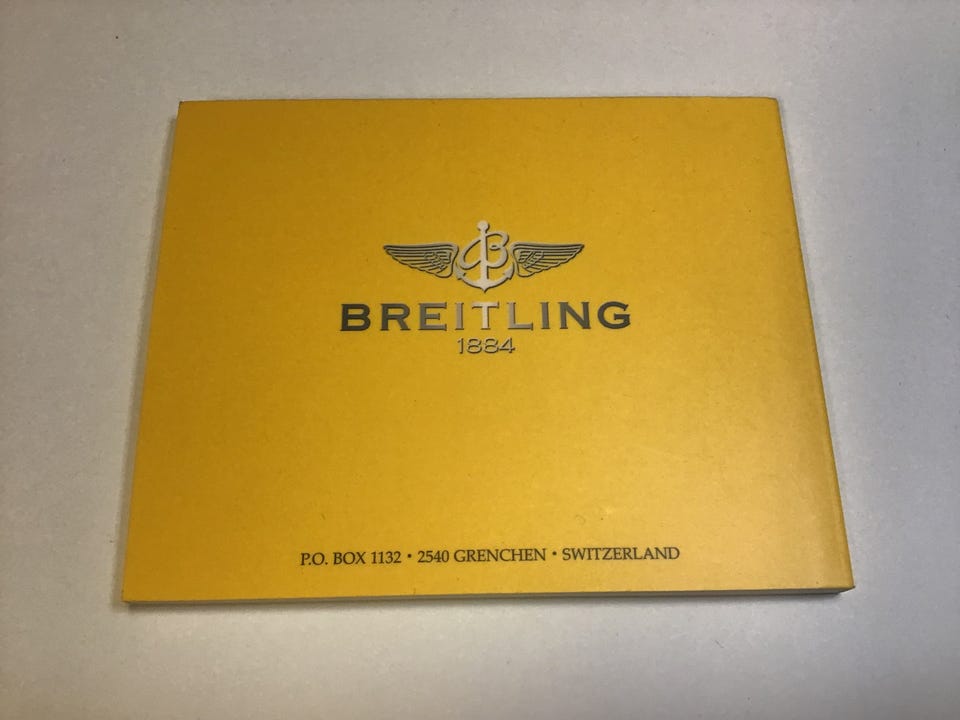 B
BREITLING
1884
P.O. BOX 1132 • 2540 GRENCHEN • SWITZERLAND